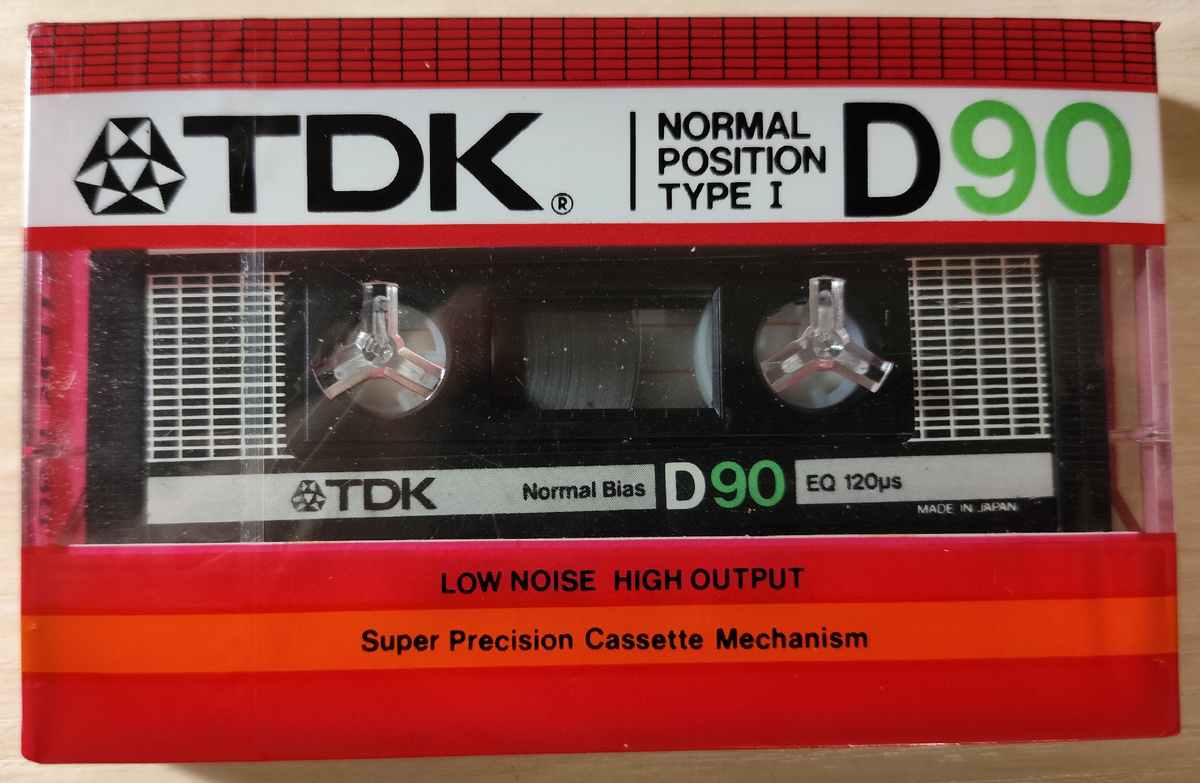 TDK®
NORMAL
POSITION
TYPE I
D90
TDK
Normal Bias
D90
EQ 120µs
MADE IN JAPAN
LOW NOISE HIGH OUTPUT
Super Precision Cassette Mechanism